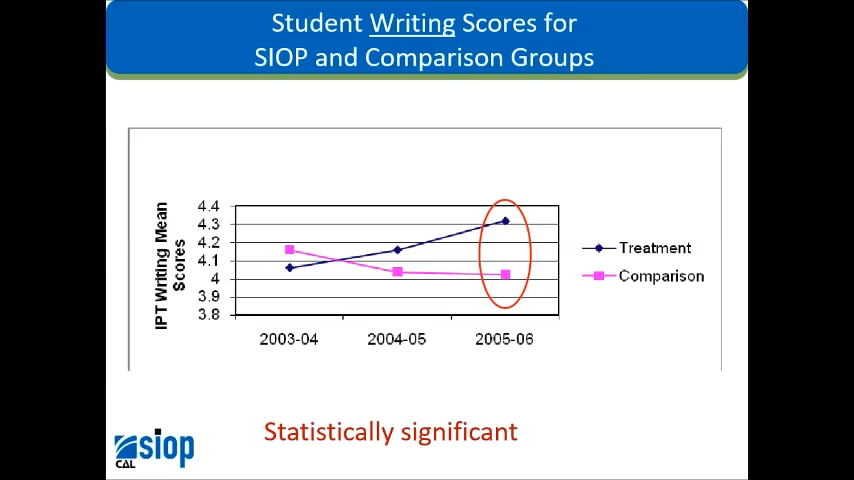 Student Writing Scores for
SIOP and Comparison Groups
IPT Writing Mean
Scores
4.4
4.3
4.2
4.1
4
3.9
3.8
2003-04
2004-05
2005-06
Treatment
Comparison
Statistically significant
CAL
siop